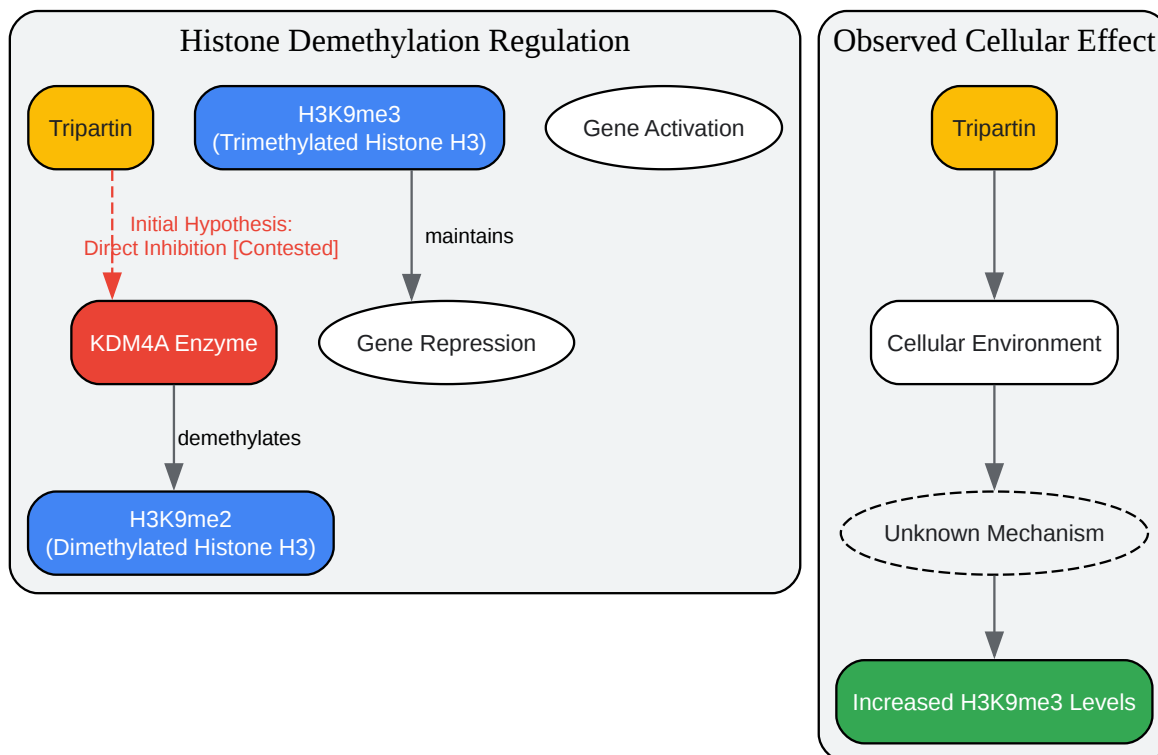 Histone Demethylation Regulation
Tripartin
H3K9me3
(Trimethylated Histone H3)
Gene Activation
Initial Hypothesis:
Direct Inhibition [Contested]
maintains
KDM4A Enzyme
Gene Repression
demethylates
H3K9me2
(Dimethylated Histone H3)
Observed Cellular Effect
Tripartin
Cellular Environment
Unknown Mechanism
Increased H3K9me3 Levels